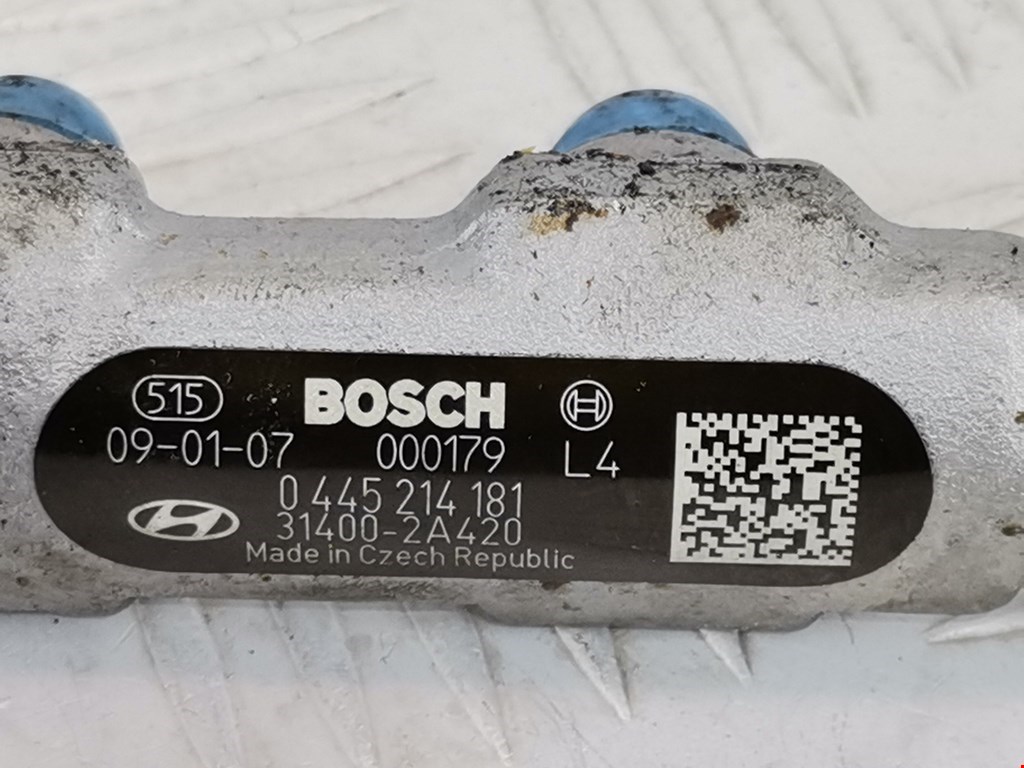 515 BOSCH
09-01-07 000179 L4
0 445 214 181
31400-2A420
Made in Czech Republic